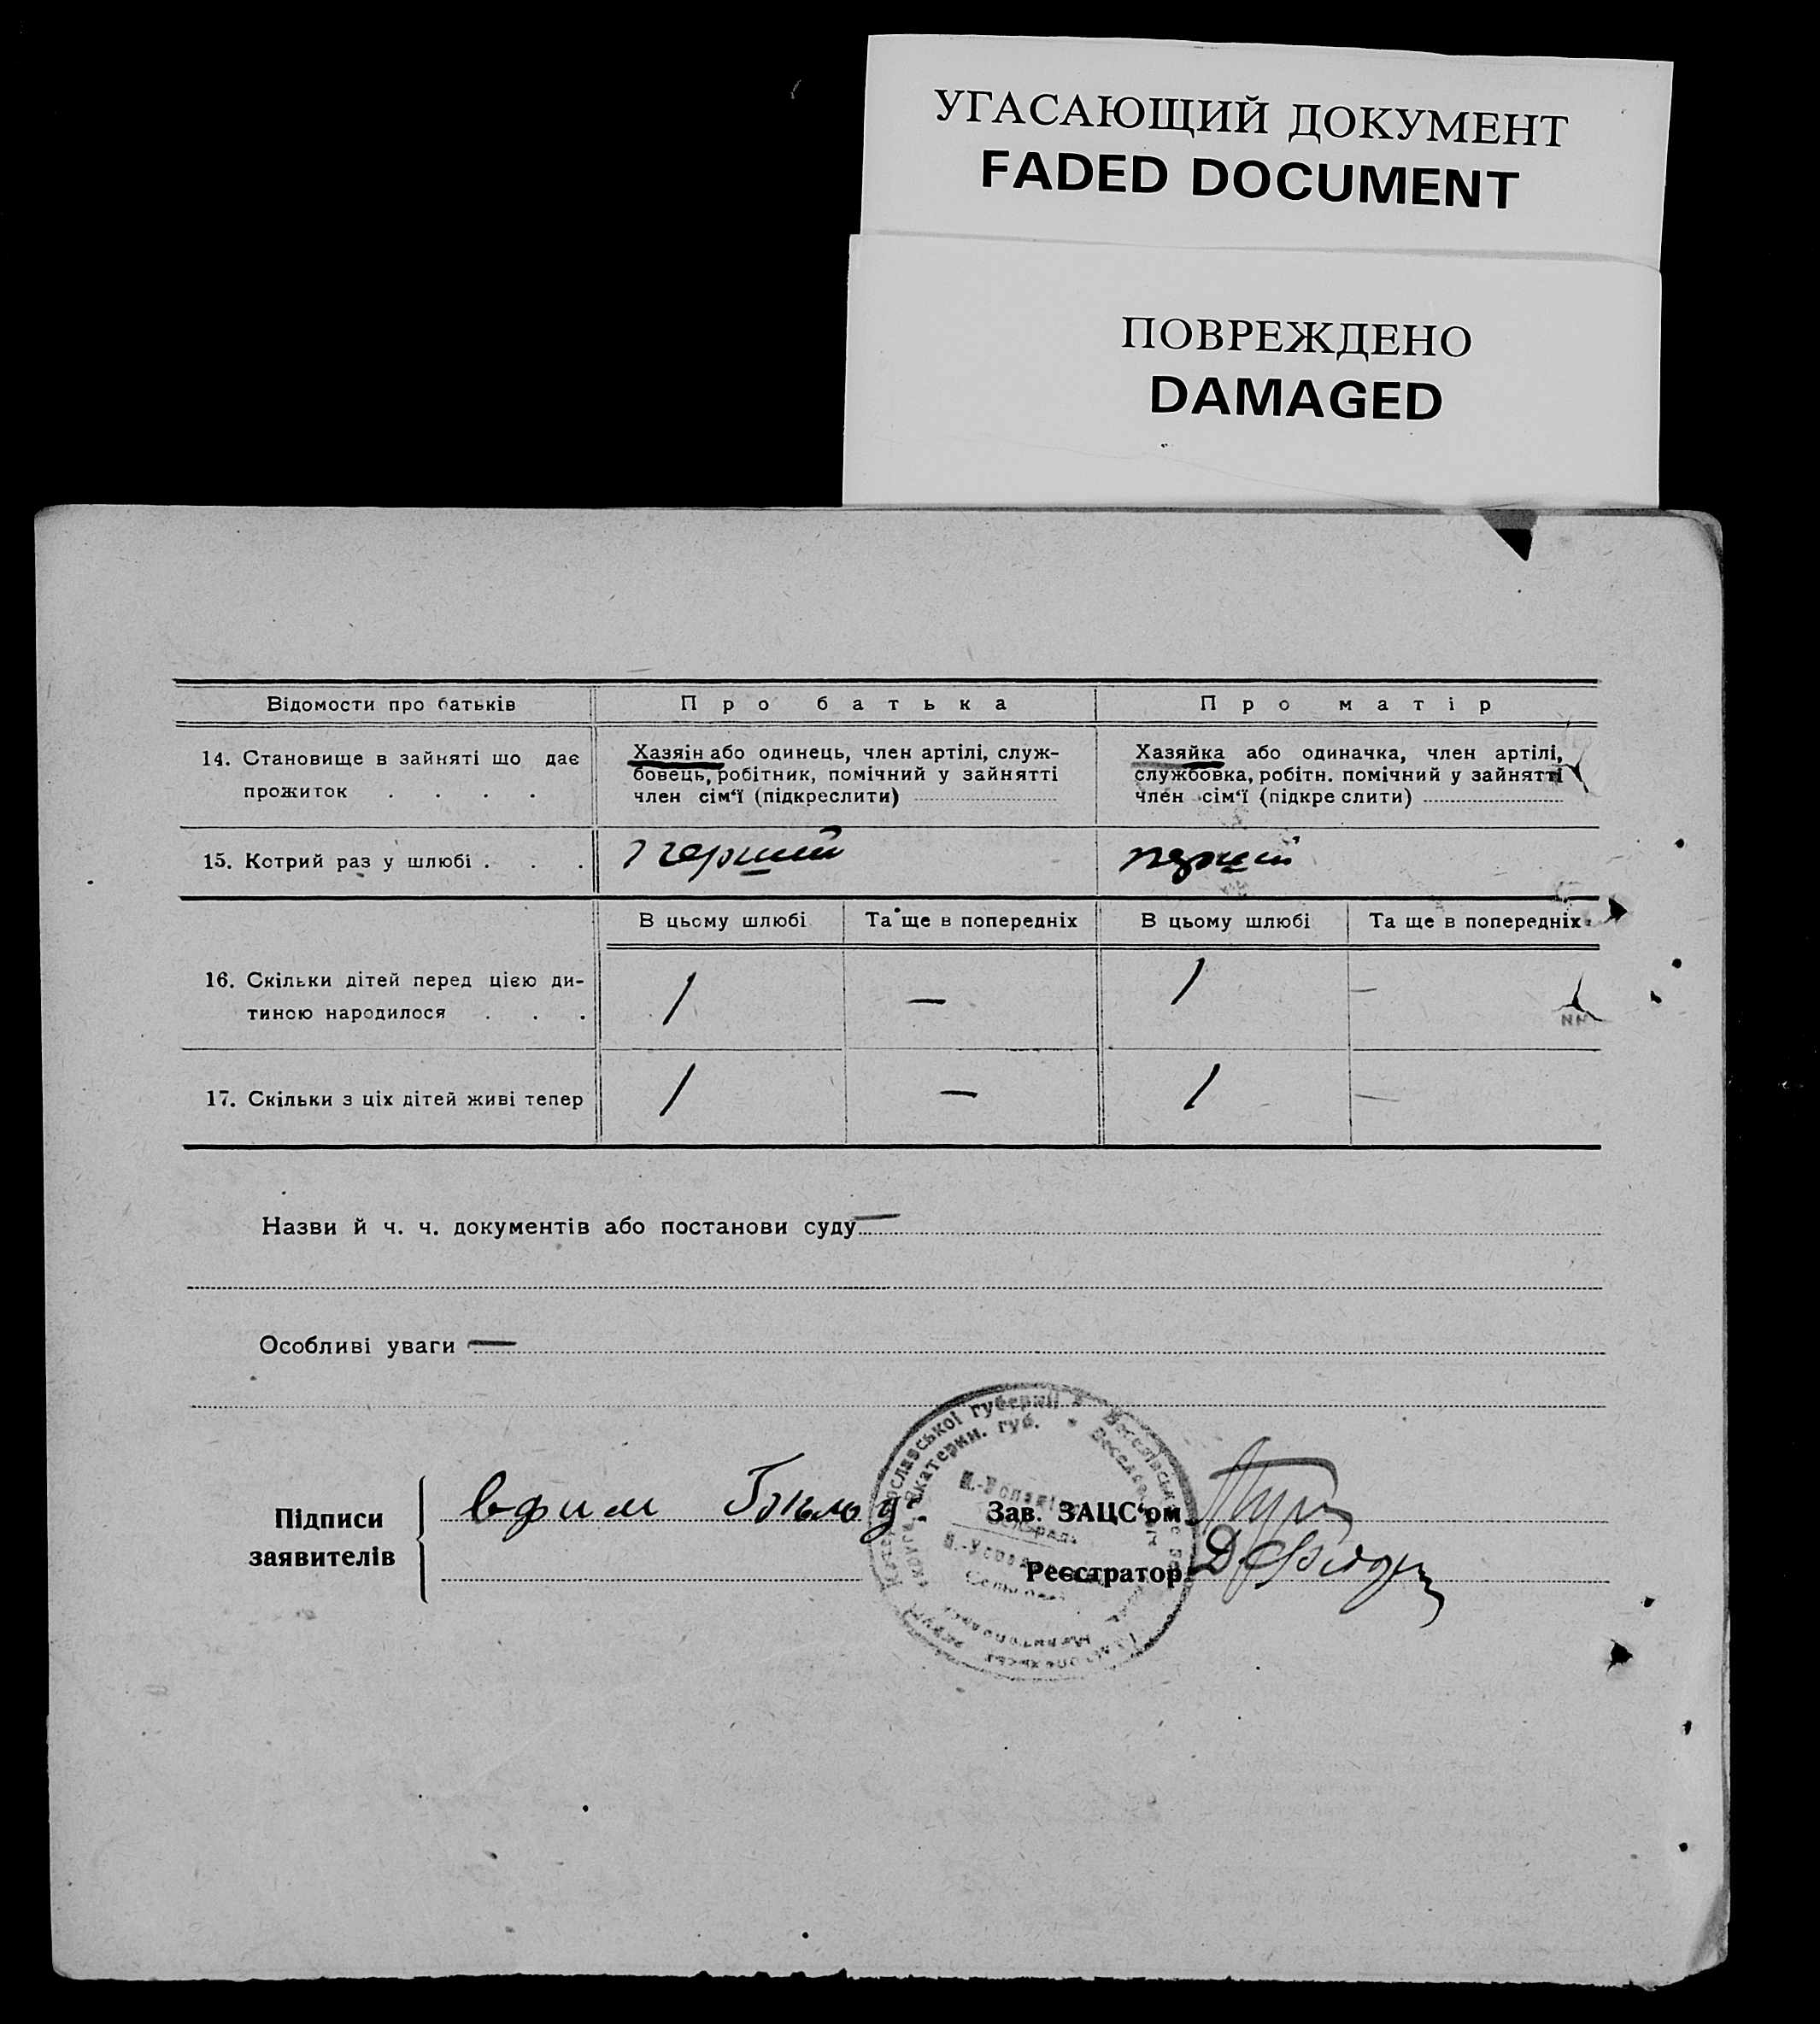 УГАСАЮЩИЙ ДОКУМЕНТ
FADED DOCUMENT
ПОВРЕЖДЕНО
DAMAGED
Відомости про батьків
Про батька
Про матір
14. Становище в зайняті що дає
прожиток . . . .
Хазяін або одинець, член артілі, служ-
бовець, робітник, помічний у зайнятті
член сім'ї (підкреслити)
Хазяйка або одиначка, член артілі,
службовка, робітн. помічний у зайнятті
член сім'ї (підкре слити)
15. Котрий раз у шлюбі . . .
перший
перший
В цьому шлюбі
Та ще в попередніх
В цьому шлюбі
Та ще в попередніх
16. Скільки дітей перед цією ди-
тиною народилося . . .
1
—
1
—
17. Скільки з ціх дітей живі тепер
1
—
1
—
Назви й ч. ч. документів або постанови суду —
Особливі уваги —
Підписи
заявителів
Зав. ЗАЦС'ом
Реєстратор
губернії
Екатерин. губ.